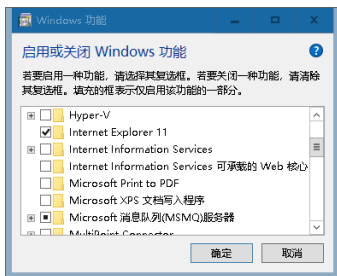 Windows 功能
启用或关闭 Windows 功能
若要启用一种功能，请选择其复选框。若要关闭一种功能，请清除
其复选框。填充的框表示仅启用该功能的一部分。
Hyper-V
Internet Explorer 11
Internet Information Services
Internet Information Services 可承载的 Web 核心
Microsoft Print to PDF
Microsoft XPS 文档写入程序
Microsoft 消息队列(MSMQ)服务器
MultiPoint Connector
确定
取消